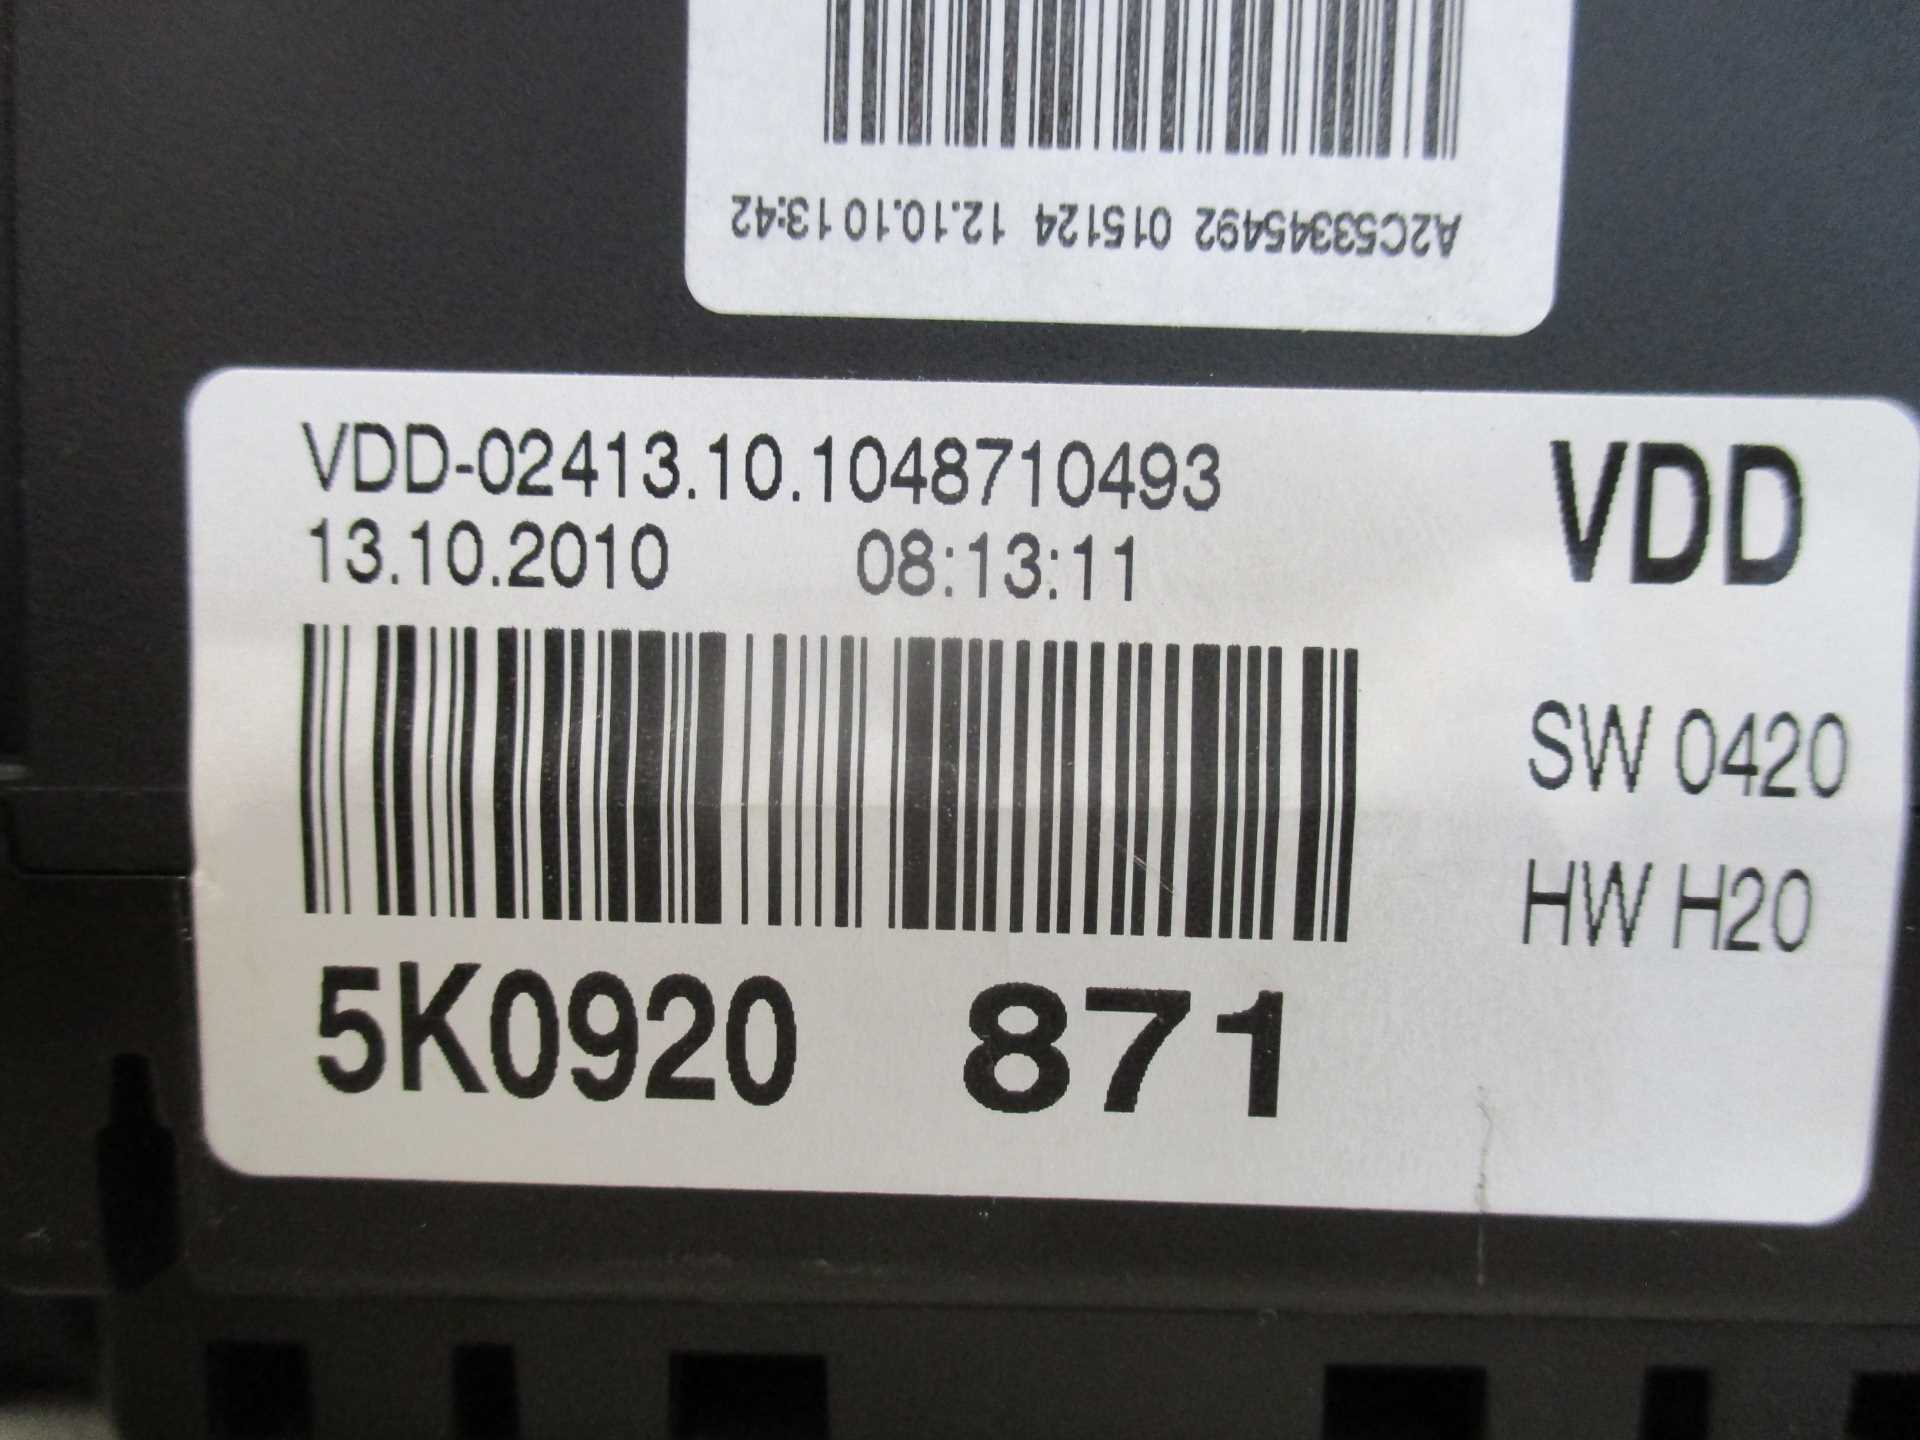 A2C53345492 015124 12.10.10 13:42
VDD-02413.10.1048710493
13.10.2010 08:13:11
VDD
SW 0420
HW H20
5K0920 871